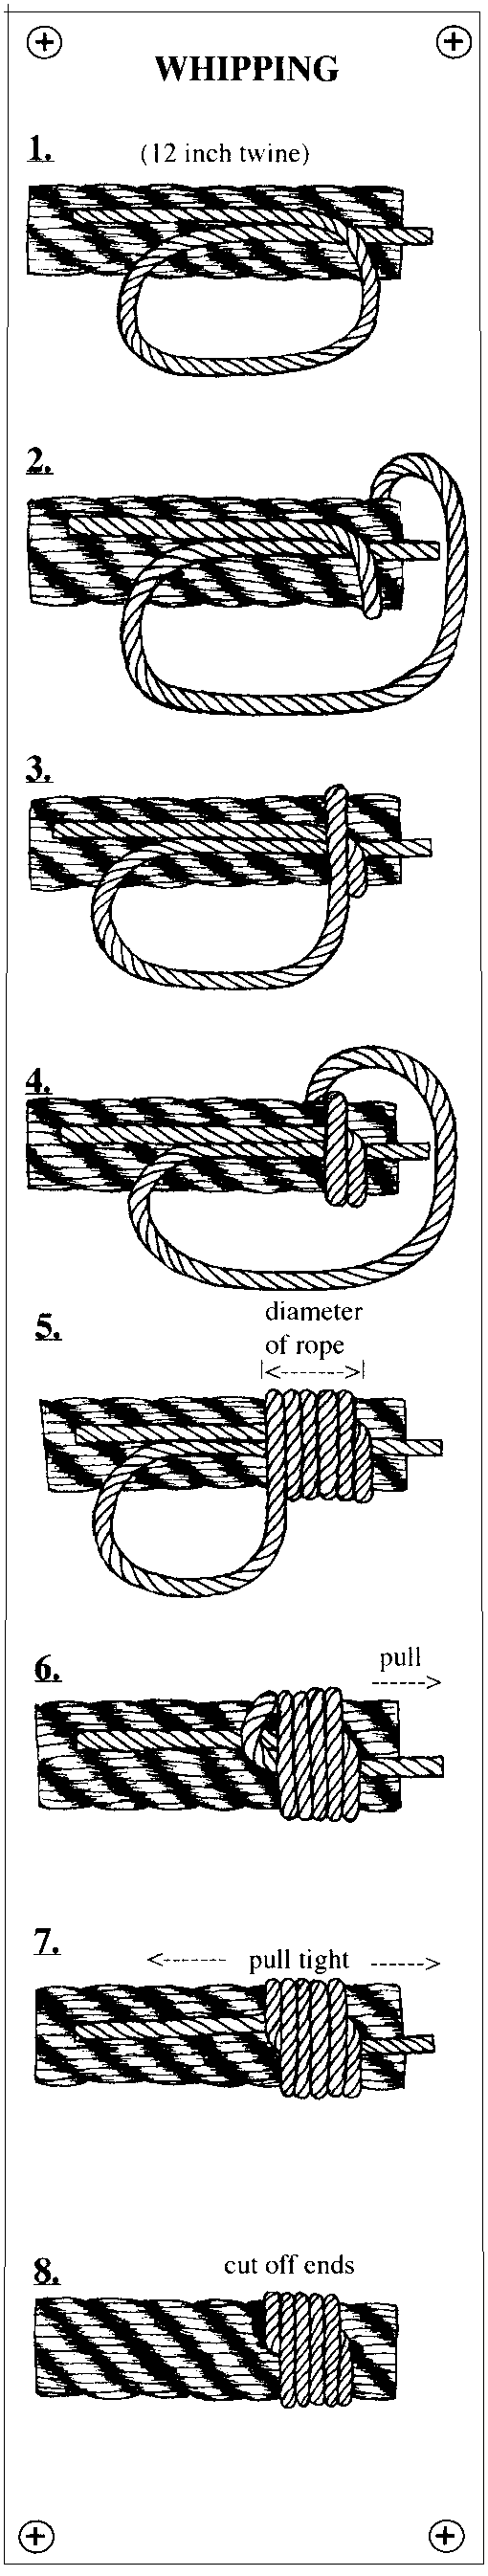 WHIPPING
1. (12 inch twine)
2.
3.
4.
5. diameter
of rope
6. pull
7. pull tight
8. cut off ends